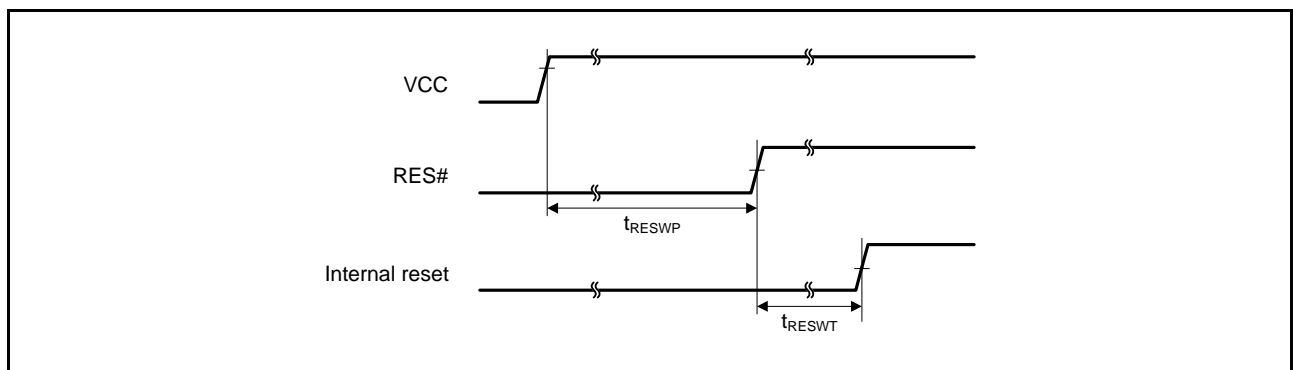 VCC
RES#
tRESWP
Internal reset
tRESWT